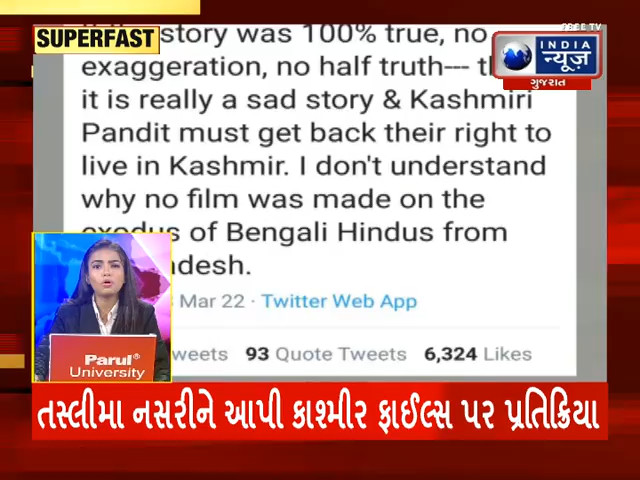 SUPERFAST
FREE TV
INDIA
न्यूज़
ગુજરાત
story was 100% true, no
exaggeration, no half truth---
it is really a sad story & Kashmiri
Pandit must get back their right to
live in Kashmir. I don't understand
why no film was made on the
exodus of Bengali Hindus from
adesh.
Mar 22 · Twitter Web App
weets 93 Quote Tweets 6,324 Likes
Parul®
University
તસ્લીમા નસરીને આપી કાશ્મીર ફાઈલ્સ પર પ્રતિક્રિયા